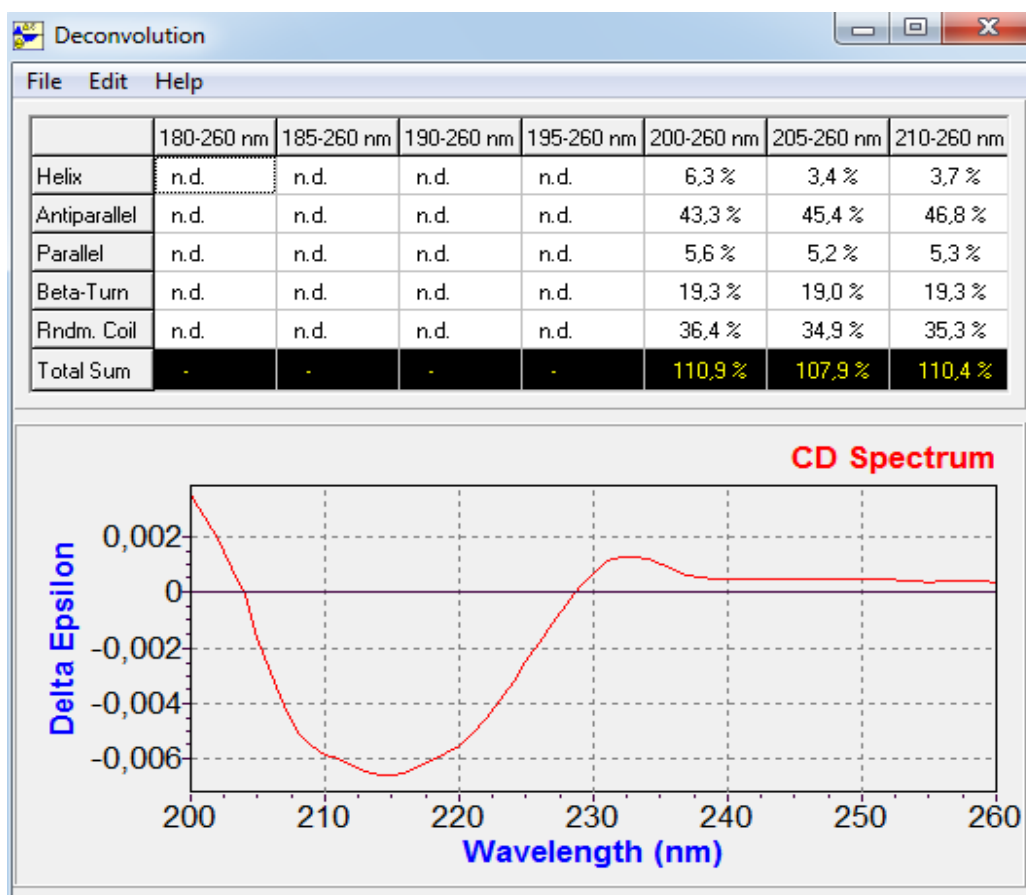 Deconvolution
File Edit Help
180-260 nm 185-260 nm 190-260 nm 195-260 nm 200-260 nm 205-260 nm 210-260 nm
Helix n.d. n.d. n.d. n.d. 6,3 % 3,4 % 3,7 %
Antiparallel n.d. n.d. n.d. n.d. 43,3 % 45,4 % 46,8 %
Parallel n.d. n.d. n.d. n.d. 5,6 % 5,2 % 5,3 %
Beta-Turn n.d. n.d. n.d. n.d. 19,3 % 19,0 % 19,3 %
Rndm. Coil n.d. n.d. n.d. n.d. 36,4 % 34,9 % 35,3 %
Total Sum - - - - 110,9 % 107,9 % 110,4 %
CD Spectrum
Delta Epsilon
0,002
0
-0,002
-0,004
-0,006
200 210 220 230 240 250 260
Wavelength (nm)